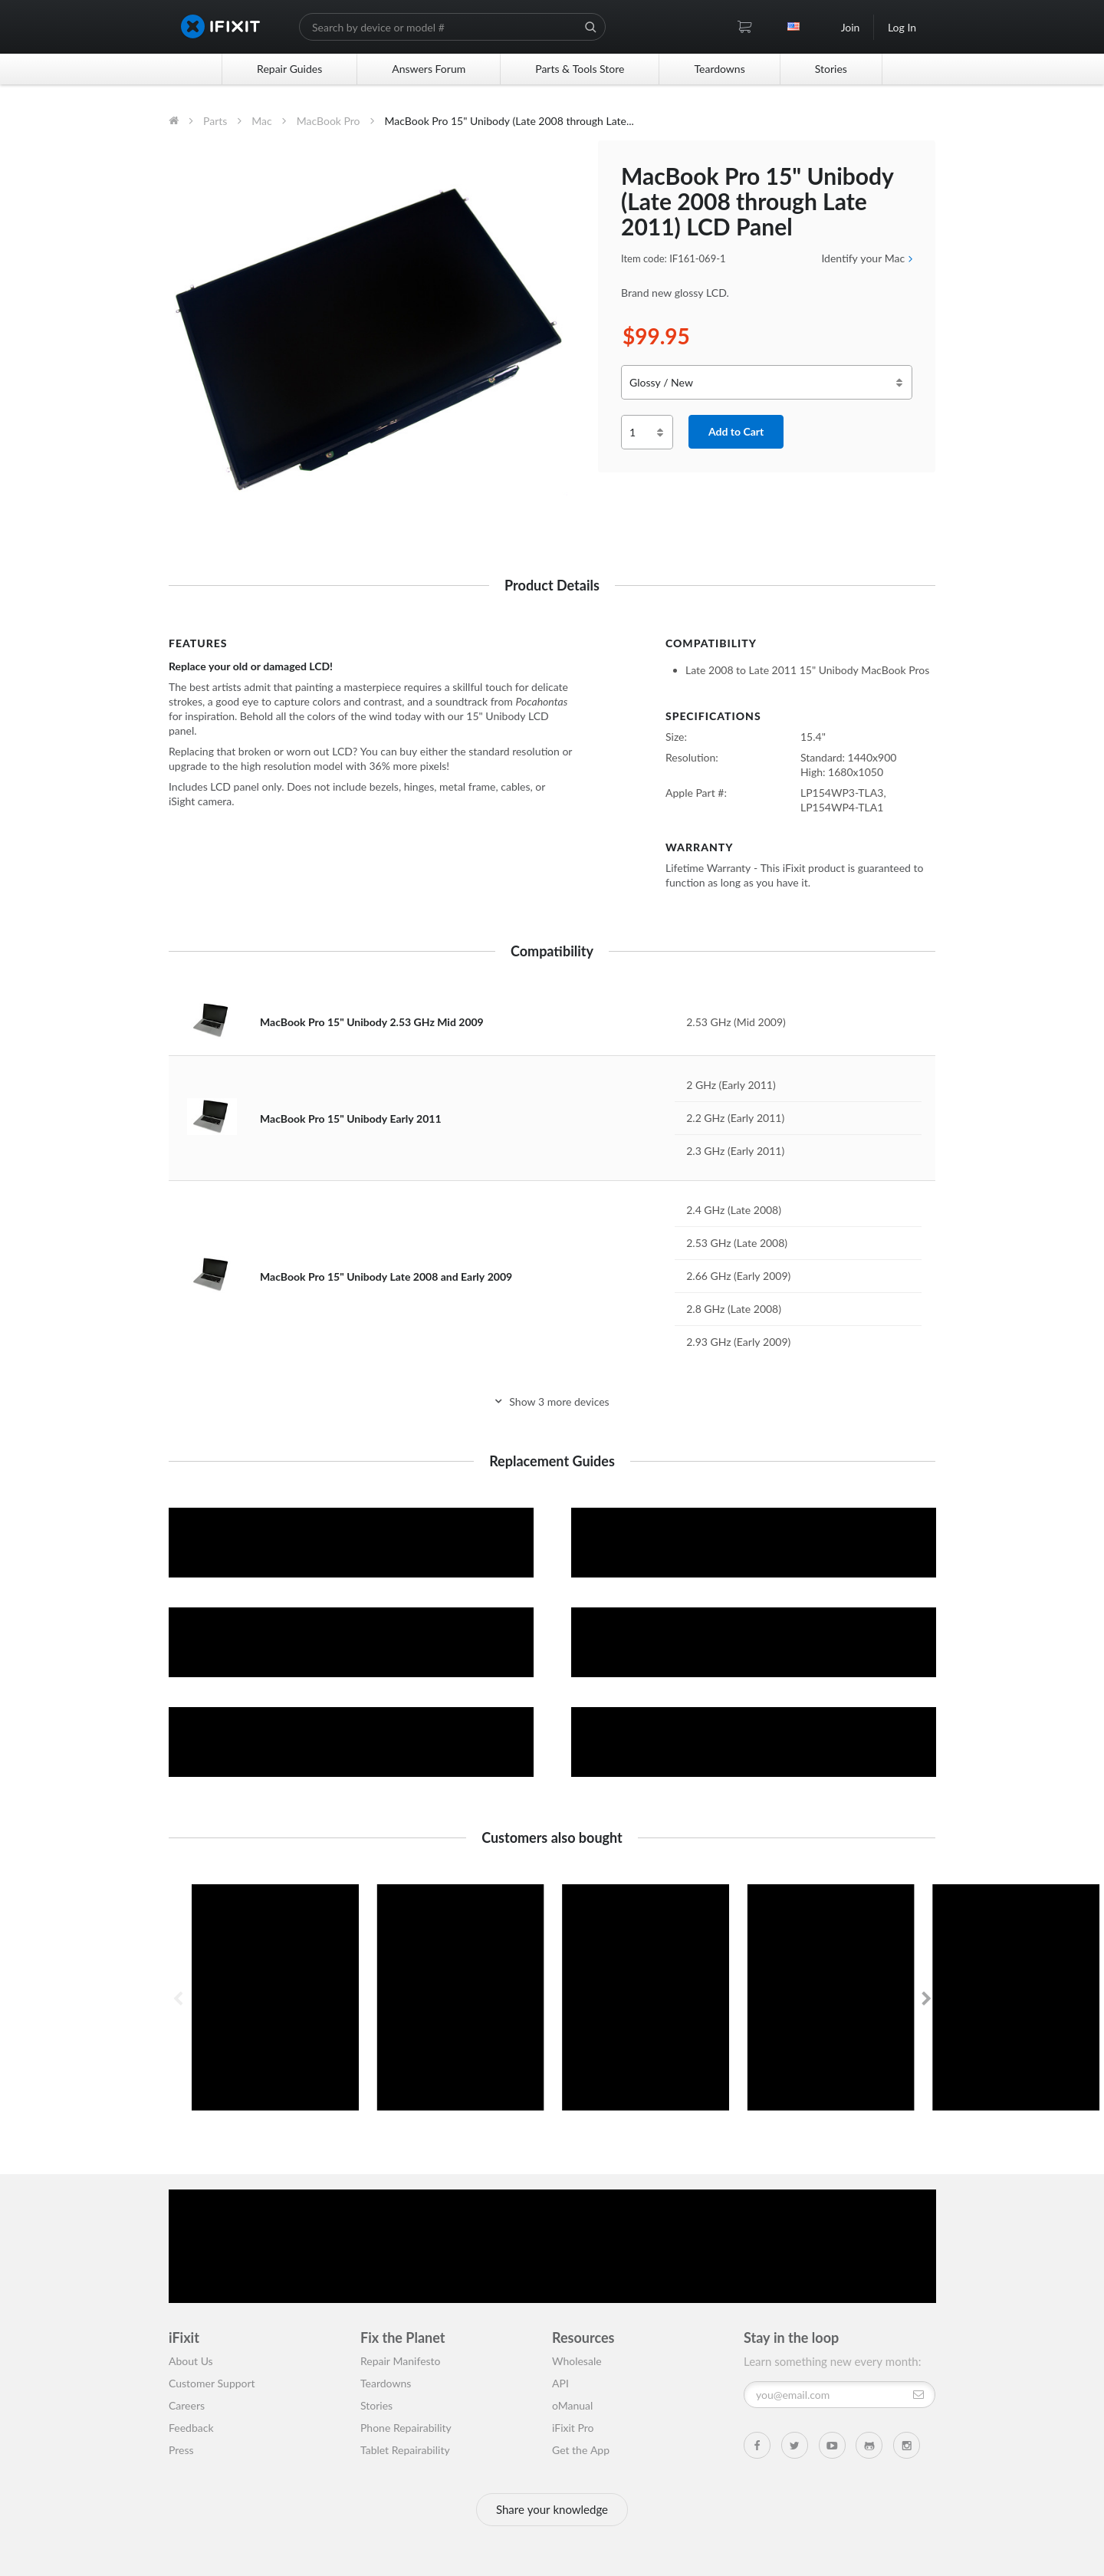 IFIXIT
Search by device or model #
Join
Log In
Repair Guides
Answers Forum
Parts & Tools Store
Teardowns
Stories
Parts
Mac
MacBook Pro
MacBook Pro 15" Unibody (Late 2008 through Late...
MacBook Pro 15" Unibody
(Late 2008 through Late
2011) LCD Panel
Item code: IF161-069-1
Identify your Mac
Brand new glossy LCD.
$99.95
Glossy / New
1
Add to Cart
Product Details
FEATURES
Replace your old or damaged LCD!
The best artists admit that painting a masterpiece requires a skillful touch for delicate
strokes, a good eye to capture colors and contrast, and a soundtrack from Pocahontas
for inspiration. Behold all the colors of the wind today with our 15" Unibody LCD
panel.
Replacing that broken or worn out LCD? You can buy either the standard resolution or
upgrade to the high resolution model with 36% more pixels!
Includes LCD panel only. Does not include bezels, hinges, metal frame, cables, or
iSight camera.
COMPATIBILITY
Late 2008 to Late 2011 15" Unibody MacBook Pros
SPECIFICATIONS
Size: 15.4"
Resolution: Standard: 1440x900
High: 1680x1050
Apple Part #: LP154WP3-TLA3,
LP154WP4-TLA1
WARRANTY
Lifetime Warranty - This iFixit product is guaranteed to
function as long as you have it.
Compatibility
MacBook Pro 15" Unibody 2.53 GHz Mid 2009
2.53 GHz (Mid 2009)
MacBook Pro 15" Unibody Early 2011
2 GHz (Early 2011)
2.2 GHz (Early 2011)
2.3 GHz (Early 2011)
MacBook Pro 15" Unibody Late 2008 and Early 2009
2.4 GHz (Late 2008)
2.53 GHz (Late 2008)
2.66 GHz (Early 2009)
2.8 GHz (Late 2008)
2.93 GHz (Early 2009)
Show 3 more devices
Replacement Guides
Customers also bought
iFixit
About Us
Customer Support
Careers
Feedback
Press
Fix the Planet
Repair Manifesto
Teardowns
Stories
Phone Repairability
Tablet Repairability
Resources
Wholesale
API
oManual
iFixit Pro
Get the App
Stay in the loop
Learn something new every month:
you@email.com
Share your knowledge